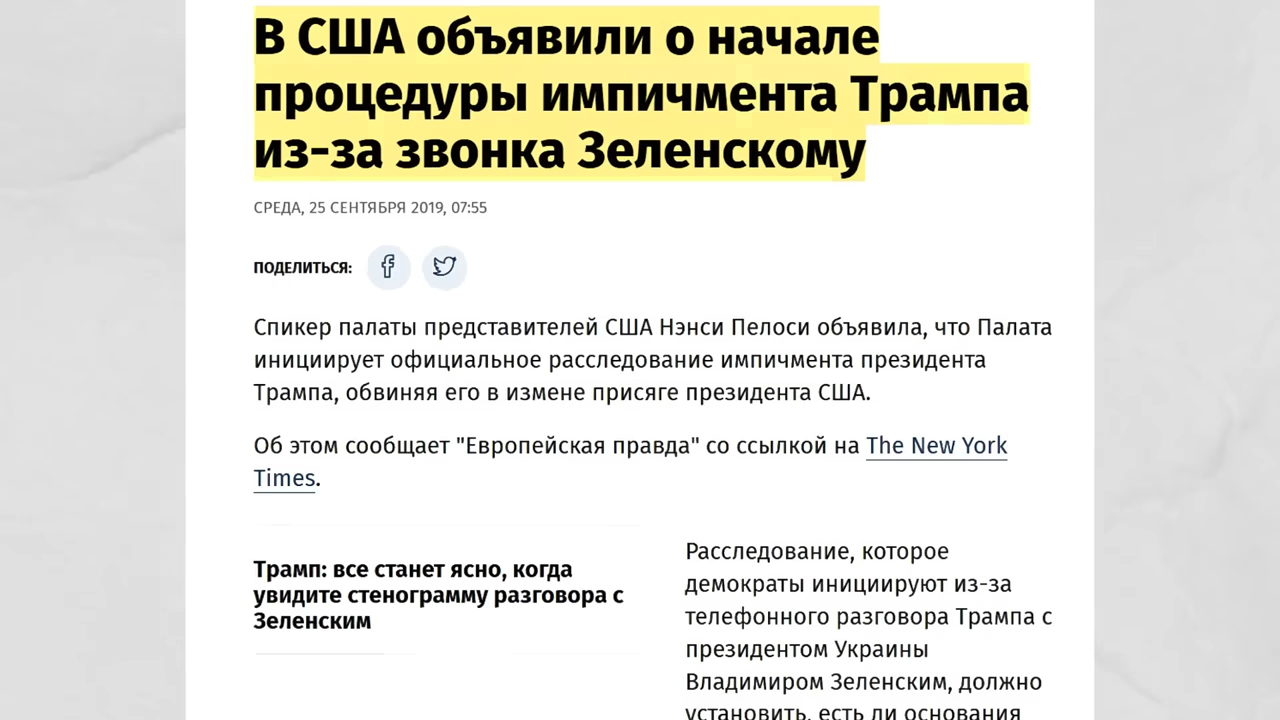 В США объявили о начале
процедуры импичмента Трампа
из-за звонка Зеленскому
СРЕДА, 25 СЕНТЯБРЯ 2019, 07:55
ПОДЕЛИТЬСЯ:
Спикер палаты представителей США Нэнси Пелоси объявила, что Палата
инициирует официальное расследование импичмента президента
Трампа, обвиняя его в измене присяге президента США.
Об этом сообщает "Европейская правда" со ссылкой на The New York
Times.
Трамп: все станет ясно, когда
увидите стенограмму разговора с
Зеленским
Расследование, которое
демократы инициируют из-за
телефонного разговора Трампа с
президентом Украины
Владимиром Зеленским, должно
установить, есть ли основания